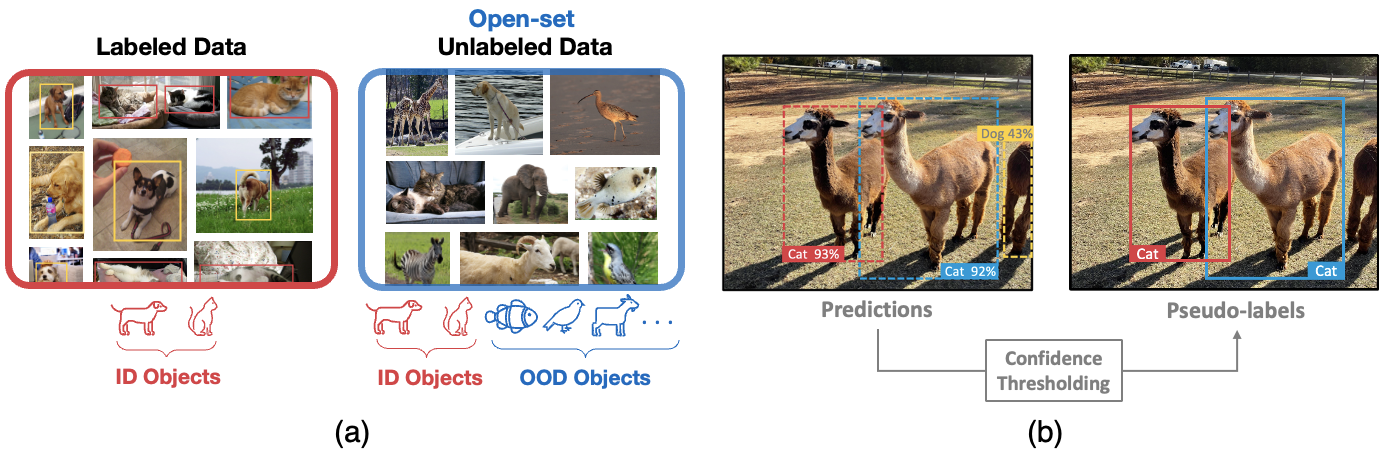 Labeled Data
Open-set
Unlabeled Data
ID Objects
ID Objects
OOD Objects
. . .
(a)
Dog 43%
Cat 93%
Cat 92%
Predictions
Cat
Cat
Pseudo-labels
Confidence
Thresholding
(b)